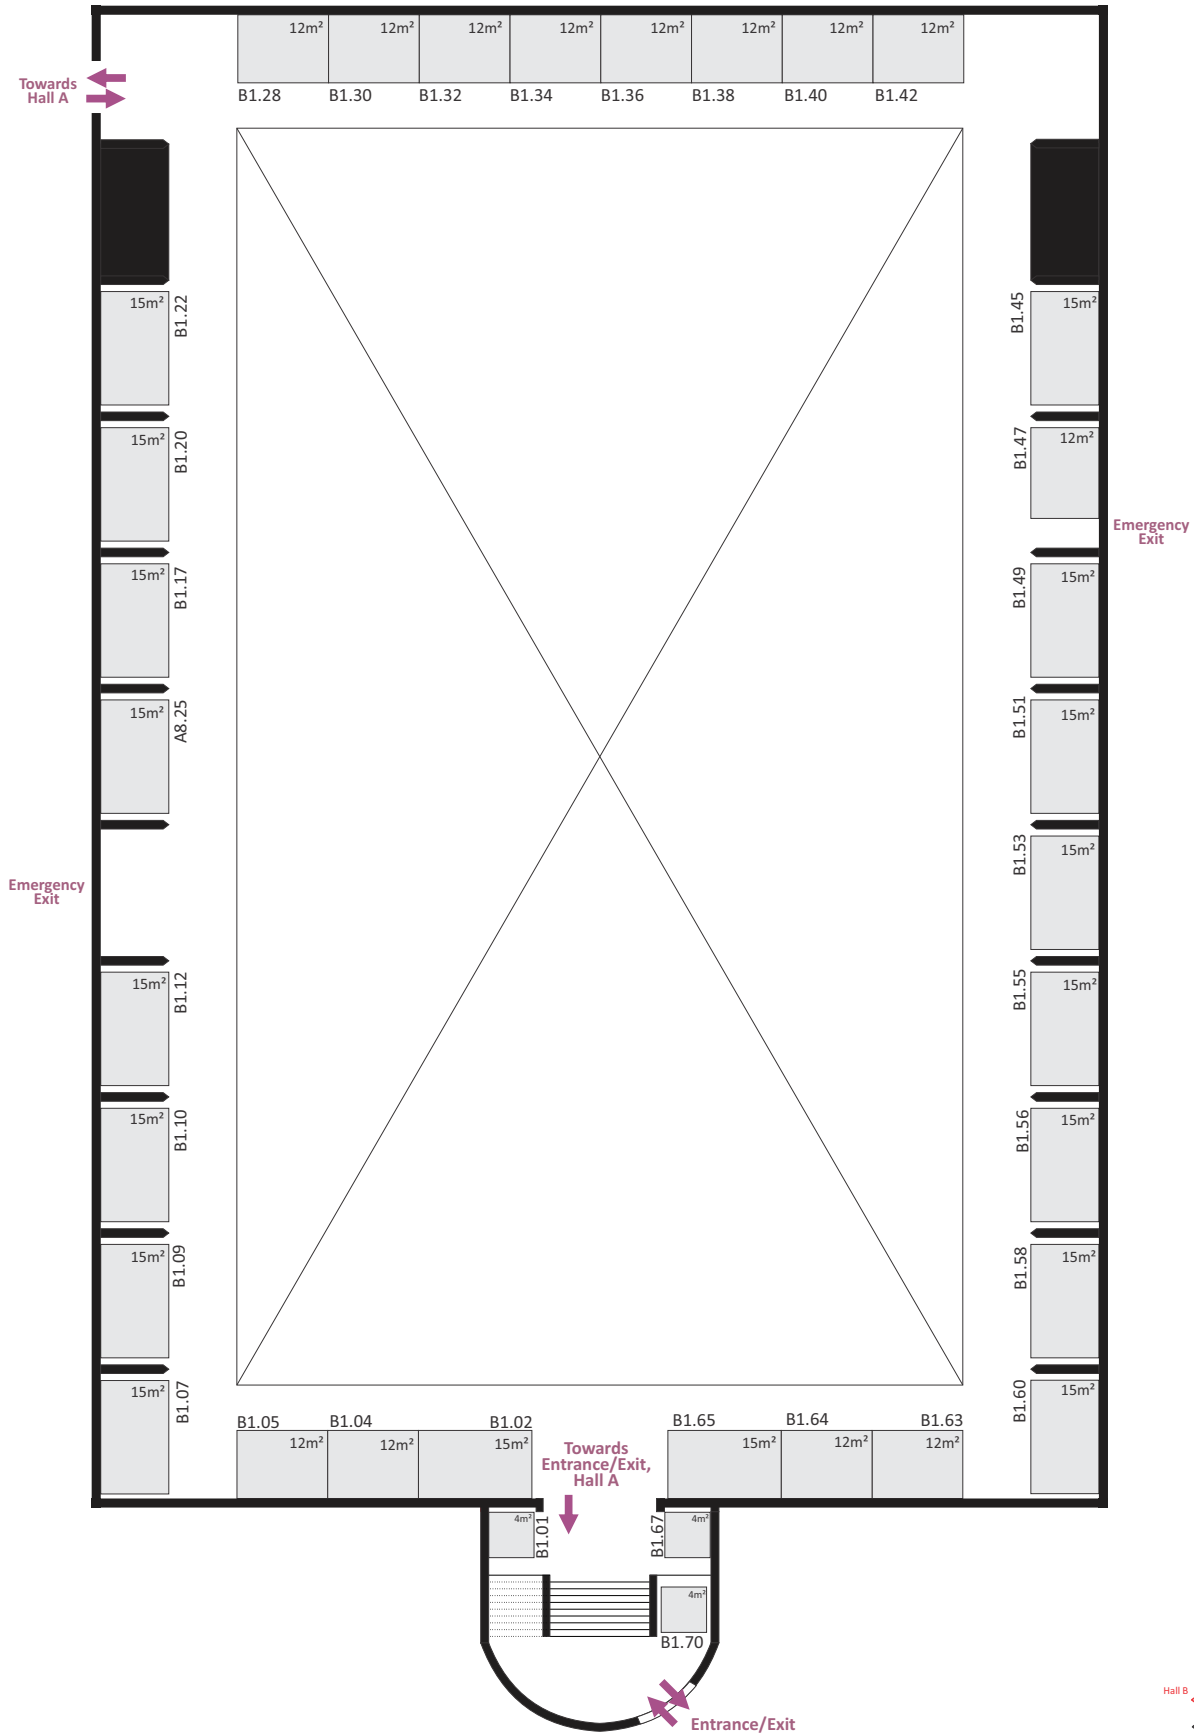 12m² 12m² 12m² 12m² 12m² 12m² 12m² 12m²
B1.28 B1.30 B1.32 B1.34 B1.36 B1.38 B1.40 B1.42
Towards
Hall A
15m² B1.22
B1.45 15m²
15m² B1.20
B1.47 12m²
Emergency
Exit
15m² B1.17
B1.49 15m²
15m² A8.25
B1.51 15m²
B1.53 15m²
Emergency
Exit
15m² B1.12
B1.55 15m²
15m² B1.10
B1.56 15m²
15m² B1.09
B1.58 15m²
15m² B1.07
B1.60 15m²
B1.05 B1.04 B1.02
12m² 12m² 15m²
B1.65 B1.64 B1.63
15m² 12m² 12m²
Towards
Entrance/Exit,
Hall A
4m² B1.01
B1.67 4m²
4m²
B1.70
Hall B
Entrance/Exit